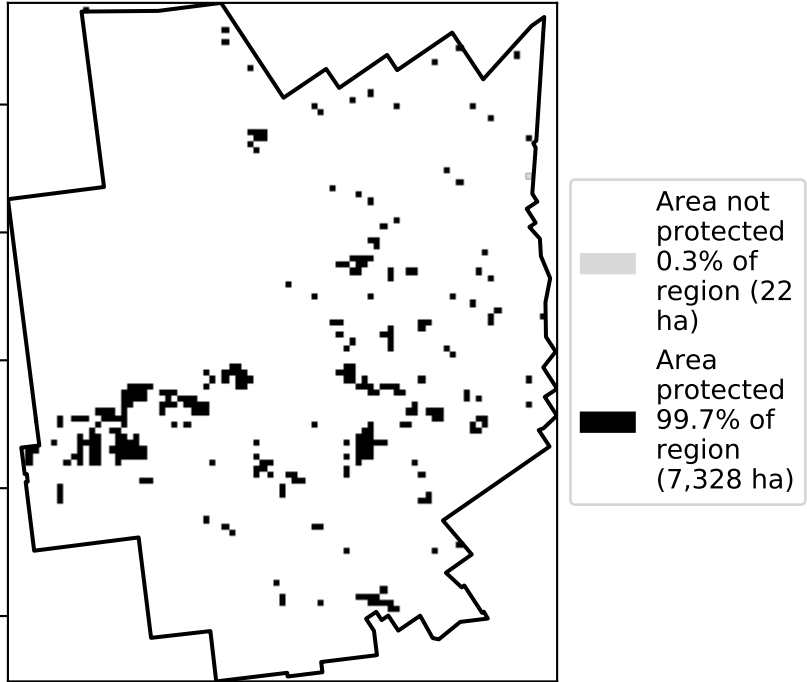 Area not
protected
0.3% of
region (22
ha)
Area
protected
99.7% of
region
(7,328 ha)